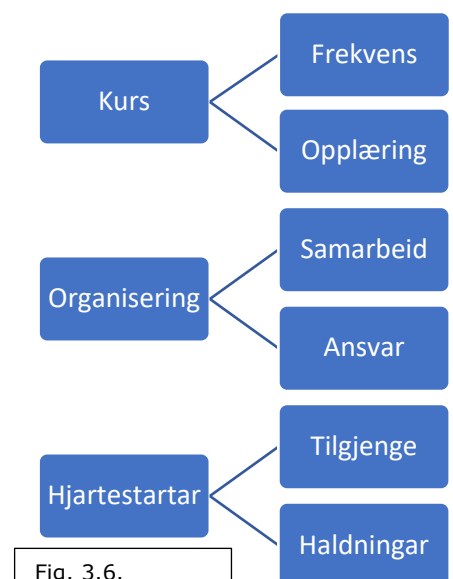 Kurs
Frekvens
Opplæring
Organisering
Samarbeid
Ansvar
Hjartestartar
Tilgjenge
Haldningar
Fig. 3.6.